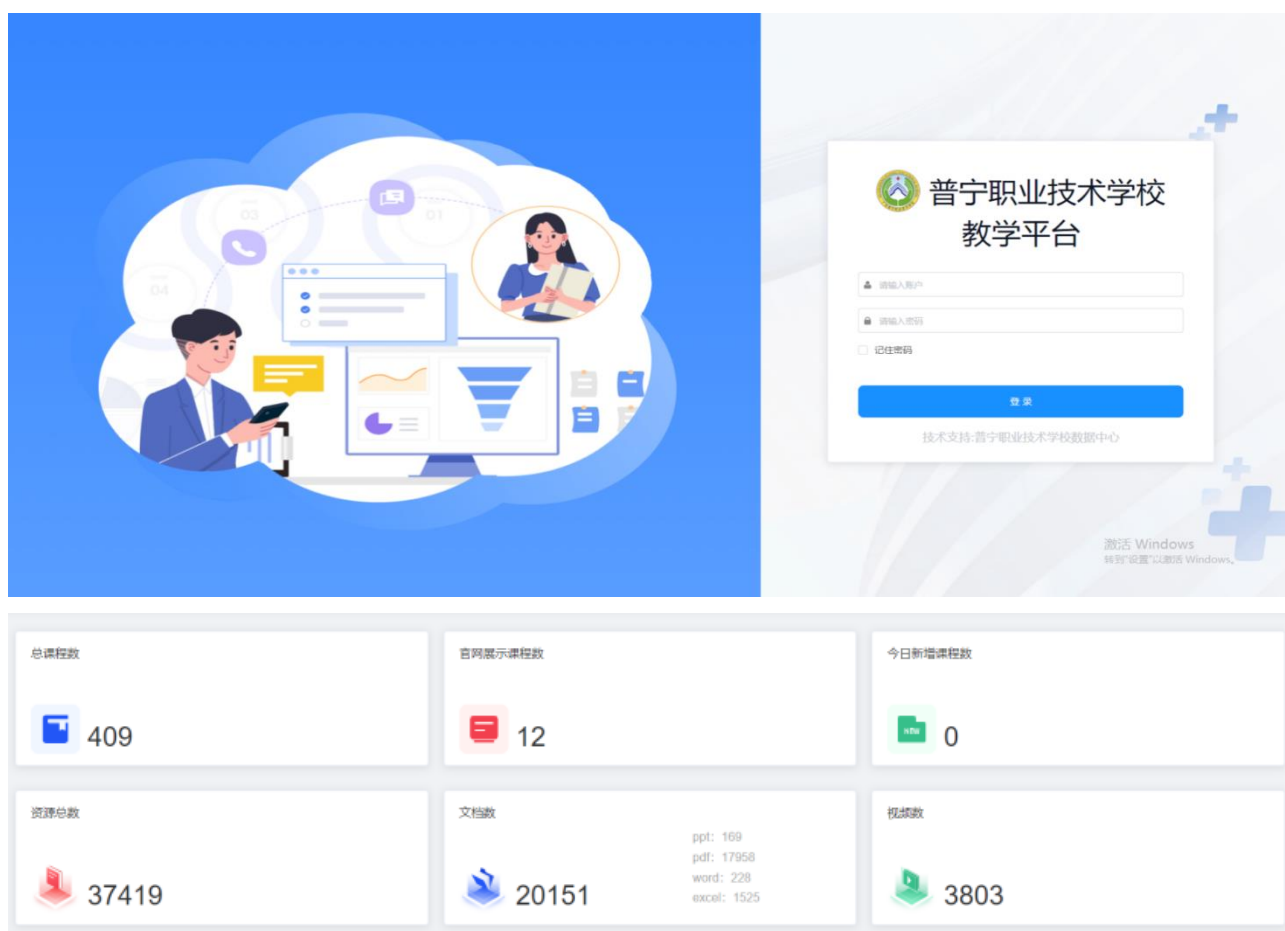 03
01
04
普宁职业技术学校
教学平台
请输入账户
请输入密码
记住密码
登 录
技术支持:普宁职业技术学校数据中心
激活 Windows
转到"设置"以激活 Windows。
总课程数
409
官网展示课程数
12
今日新增课程数
NEW
0
资源总数
37419
文档数
20151
ppt: 169
pdf: 17958
word: 228
excel: 1525
视频数
3803